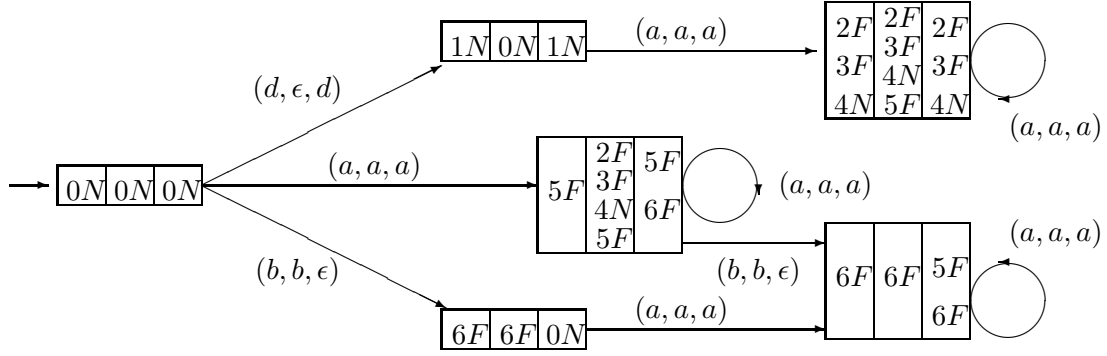 1N 0N 1N
(a, a, a)
2F 3F 4N
2F 3F 4N 5F
2F 3F 4N
(a, a, a)
(d, ϵ, d)
0N 0N 0N
(a, a, a)
5F
2F 3F 4N 5F
5F 6F
(a, a, a)
(b, b, ϵ)
(b, b, ϵ)
6F
6F
5F 6F
(a, a, a)
6F 6F 0N
(a, a, a)